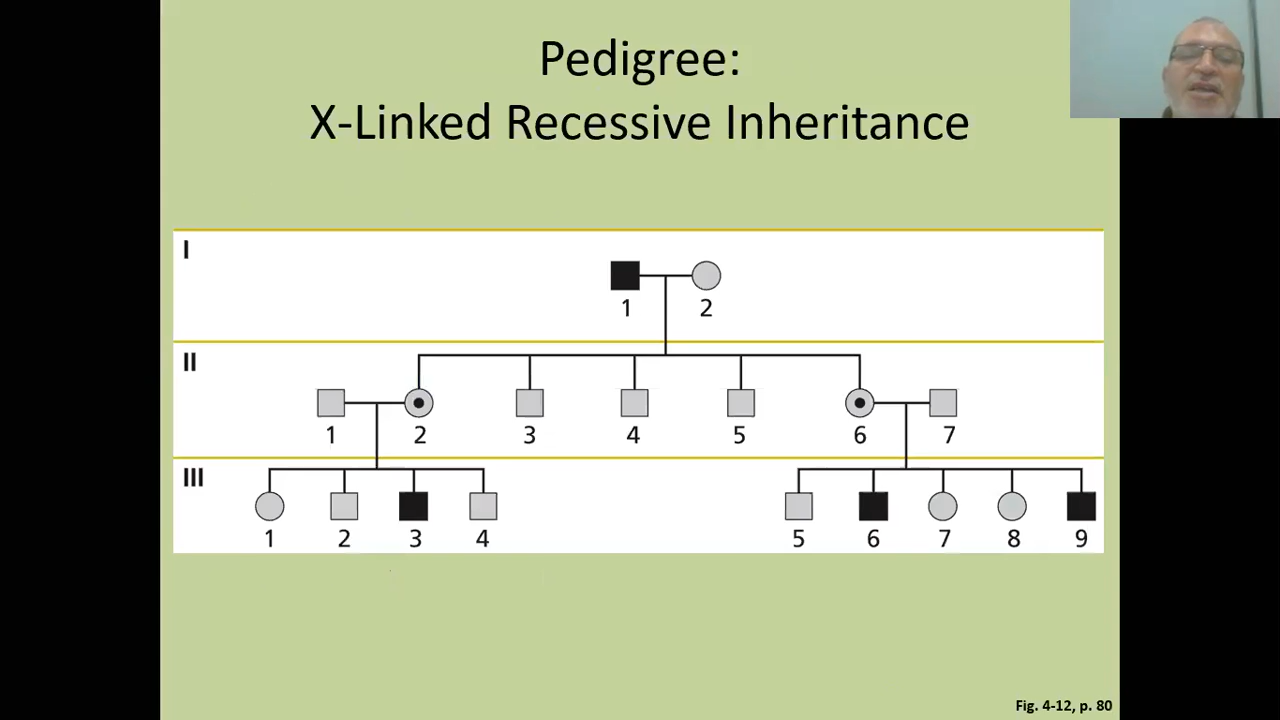 Pedigree:
X-Linked Recessive Inheritance
I
1 2
II
1 2 3 4 5 6 7
III
1 2 3 4 5 6 7 8 9
Fig. 4-12, p. 80